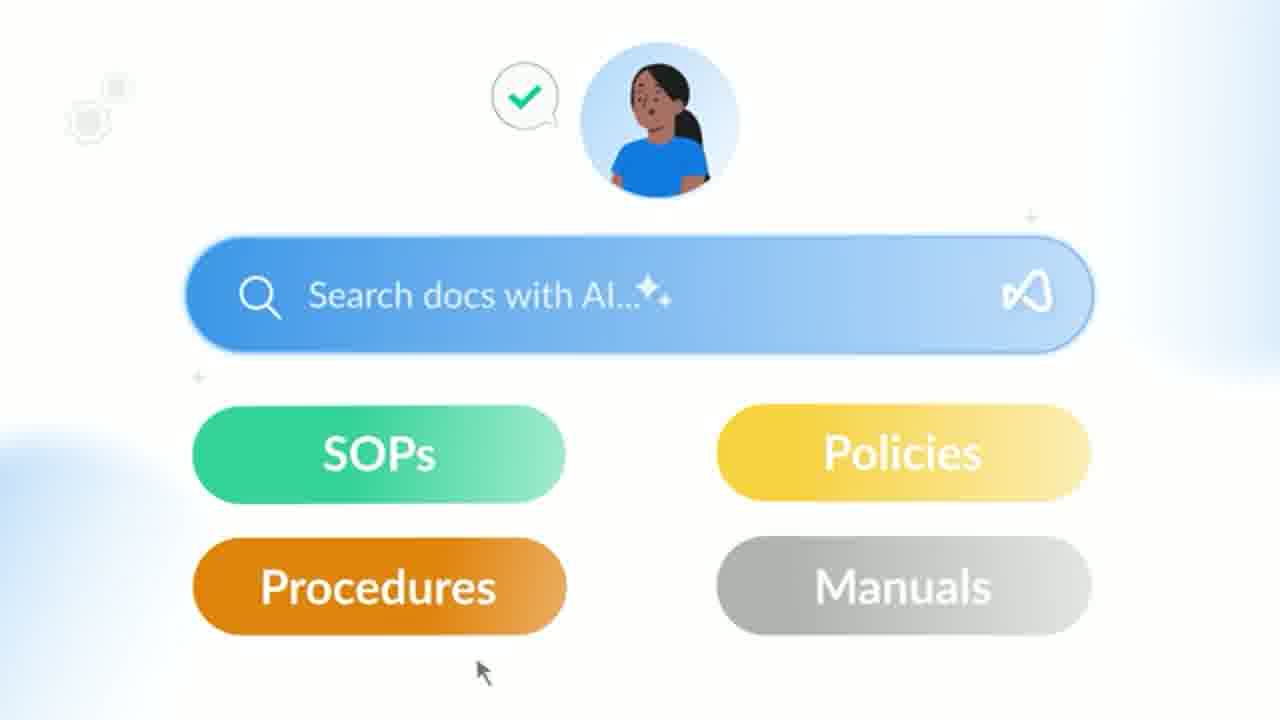 Search docs with AI...
SOPs
Policies
Procedures
Manuals